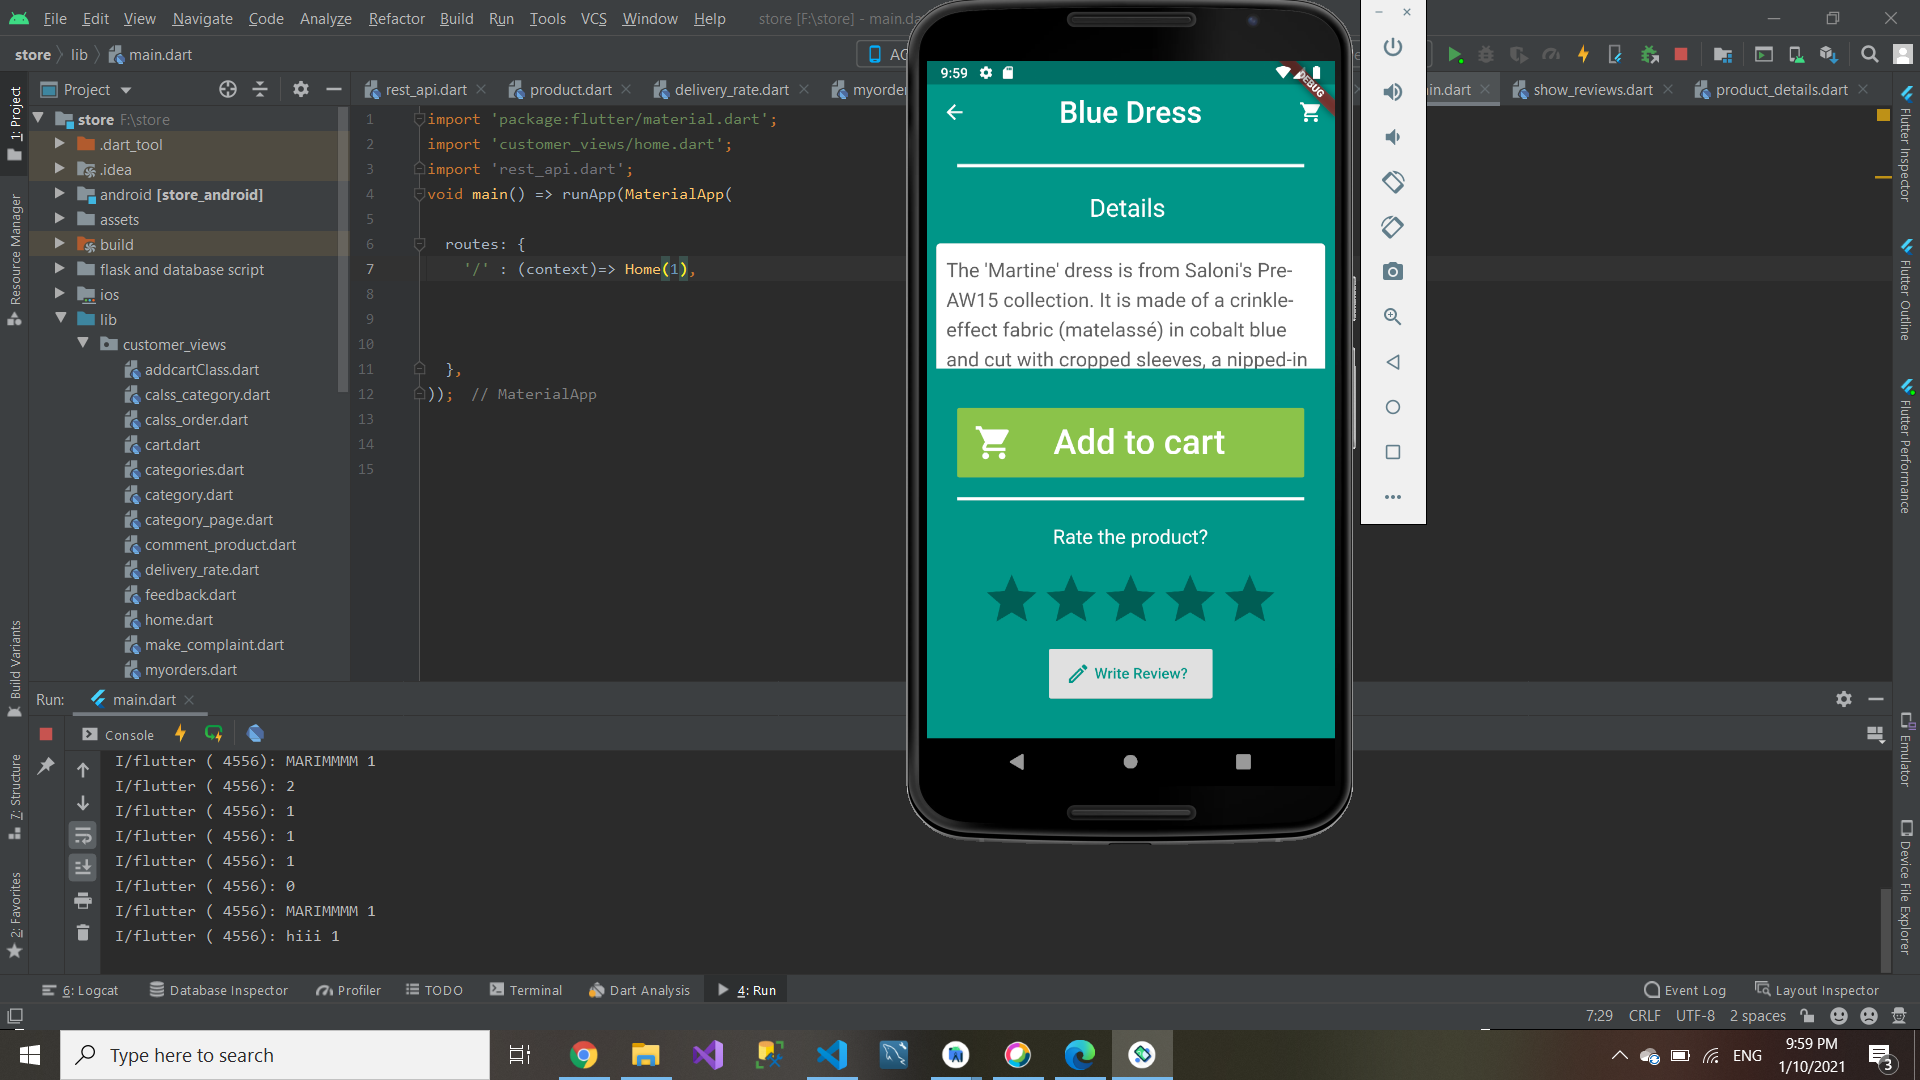 File Edit View Navigate Code Analyze Refactor Build Run Tools VCS Window Help store [F:\store] - main.da
store lib main.dart
Project
rest_api.dart product.dart delivery_rate.dart myorder in.dart show_reviews.dart product_details.dart
store F:\store
.dart_tool
.idea
android [store_android]
assets
build
flask and database script
ios
lib
customer_views
addcartClass.dart
calss_category.dart
calss_order.dart
cart.dart
categories.dart
category.dart
category_page.dart
comment_product.dart
delivery_rate.dart
feedback.dart
home.dart
make_complaint.dart
myorders.dart
1 import 'package:flutter/material.dart';
2 import 'customer_views/home.dart';
3 import 'rest_api.dart';
4 void main() => runApp(MaterialApp(
5
6 routes: {
7 '/' : (context)=> Home(1),
8
9
10
11 },
12 )); // MaterialApp
13
14
15
9:59
DEBUG
Blue Dress
Details
The 'Martine' dress is from Saloni's Pre-
AW15 collection. It is made of a crinkle-
effect fabric (matelassé) in cobalt blue
and cut with cropped sleeves, a nipped-in
Add to cart
Rate the product?
Write Review?
1: Project
Resource Manager
Build Variants
7: Structure
2: Favorites
Flutter Inspector
Flutter Outline
Flutter Performance
Emulator
Device File Explorer
Run: main.dart
Console
I/flutter ( 4556): MARIMMMM 1
I/flutter ( 4556): 2
I/flutter ( 4556): 1
I/flutter ( 4556): 1
I/flutter ( 4556): 1
I/flutter ( 4556): 0
I/flutter ( 4556): MARIMMMM 1
I/flutter ( 4556): hiii 1
6: Logcat Database Inspector Profiler TODO Terminal Dart Analysis 4: Run Event Log Layout Inspector
7:29 CRLF UTF-8 2 spaces
Type here to search
ENG
9:59 PM
1/10/2021
3